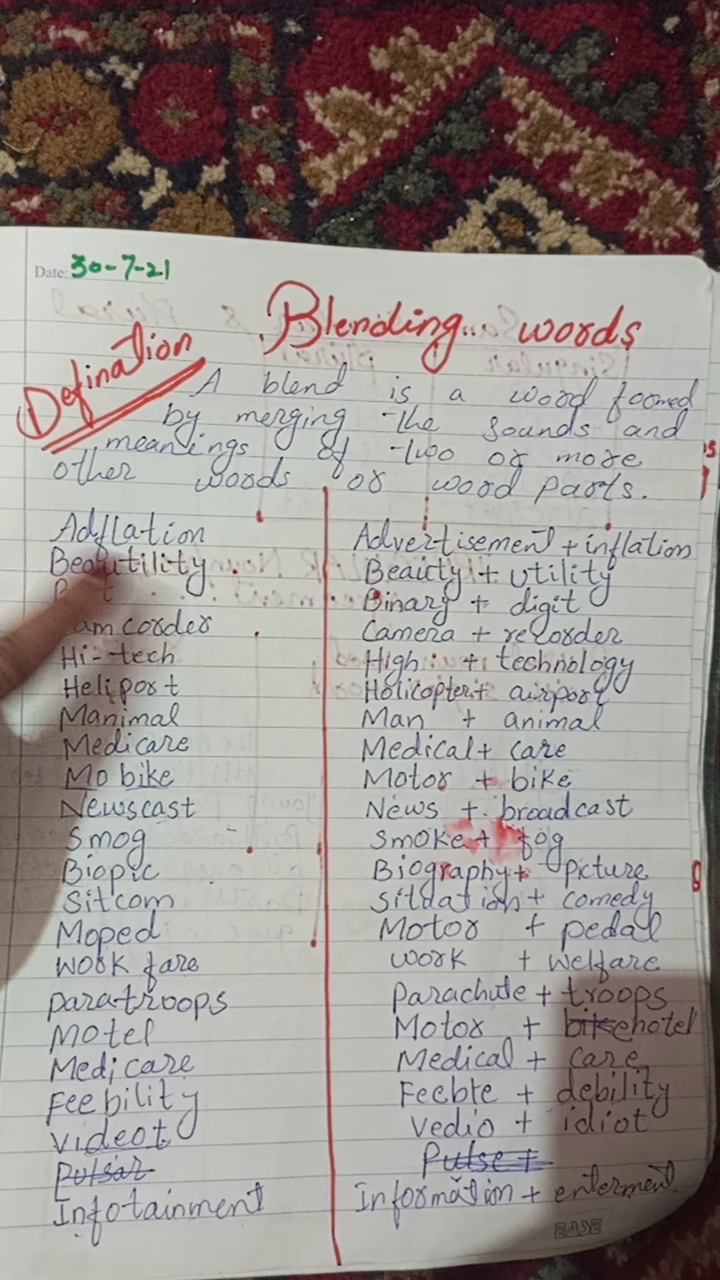 Date: 30-7-21
Blending words
Defination
A blend is a word formed
by merging the sounds and
meanings of two or more
other words or word parts.
Adflation Advertisement + inflation
Beautility Beauty + utility
Binary + digit
corder Camera + recorder
Hi-tech High + technology
Heliport Holicopter + airport
Manimal Man + animal
Medicare Medical + care
Mobike Motor + bike
Newscast News + broadcast
Smog Smoke + fog
Biopic Biography + picture
Sitcom Situation + comedy
Moped Motor + pedal
Work fare work + welfare
paratroops Parachute + troops
Motel Motor + hotel
Medicare Medical + care
Feebility Feeble + debility
videot Vedio + idiot
Pulsar Pulse +
Infotainment Information + enterment
EASE